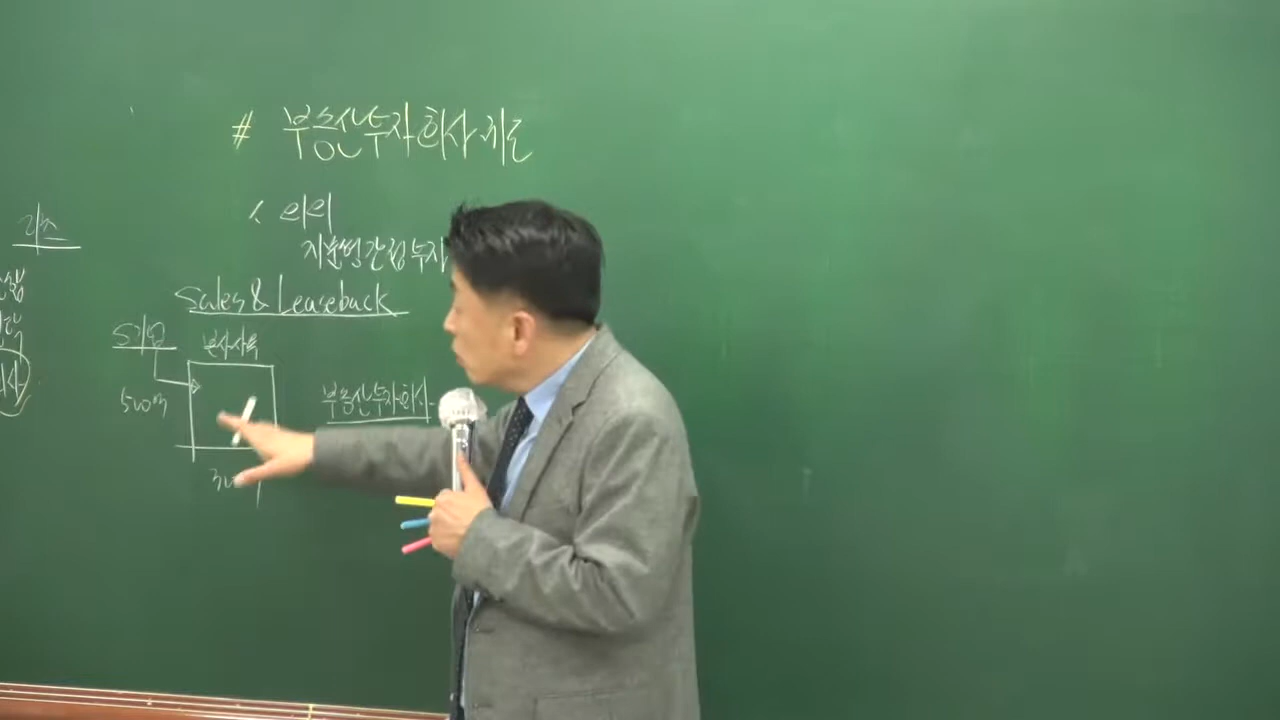 # 부동산투자회사제도
< 의의
지분형간접투자
Sales & Leaseback
S기업
본사사옥
500억
부동산투자회사
리츠